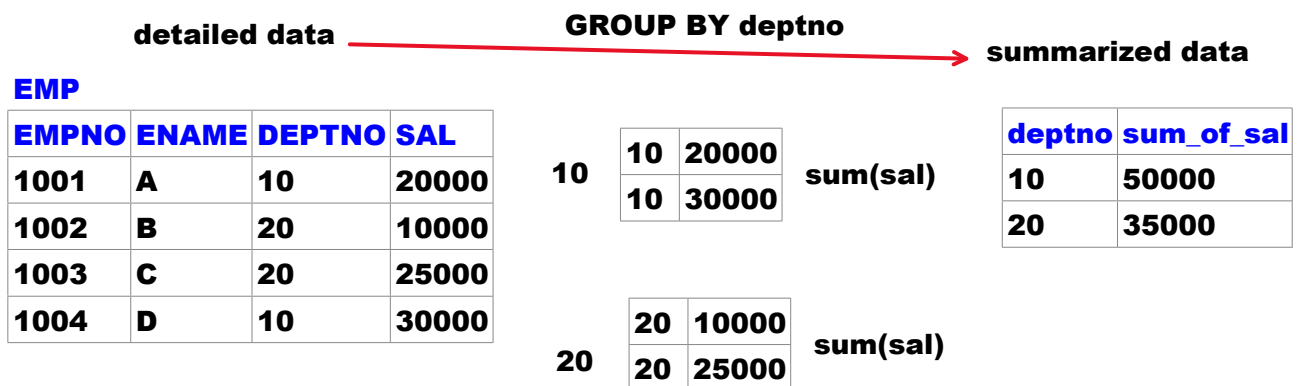 detailed data
GROUP BY deptno
summarized data
EMP
EMPNO ENAME DEPTNO SAL
1001 A 10 20000
1002 B 20 10000
1003 C 20 25000
1004 D 10 30000
10
10 20000
10 30000
sum(sal)
20
20 10000
20 25000
sum(sal)
deptno sum_of_sal
10 50000
20 35000